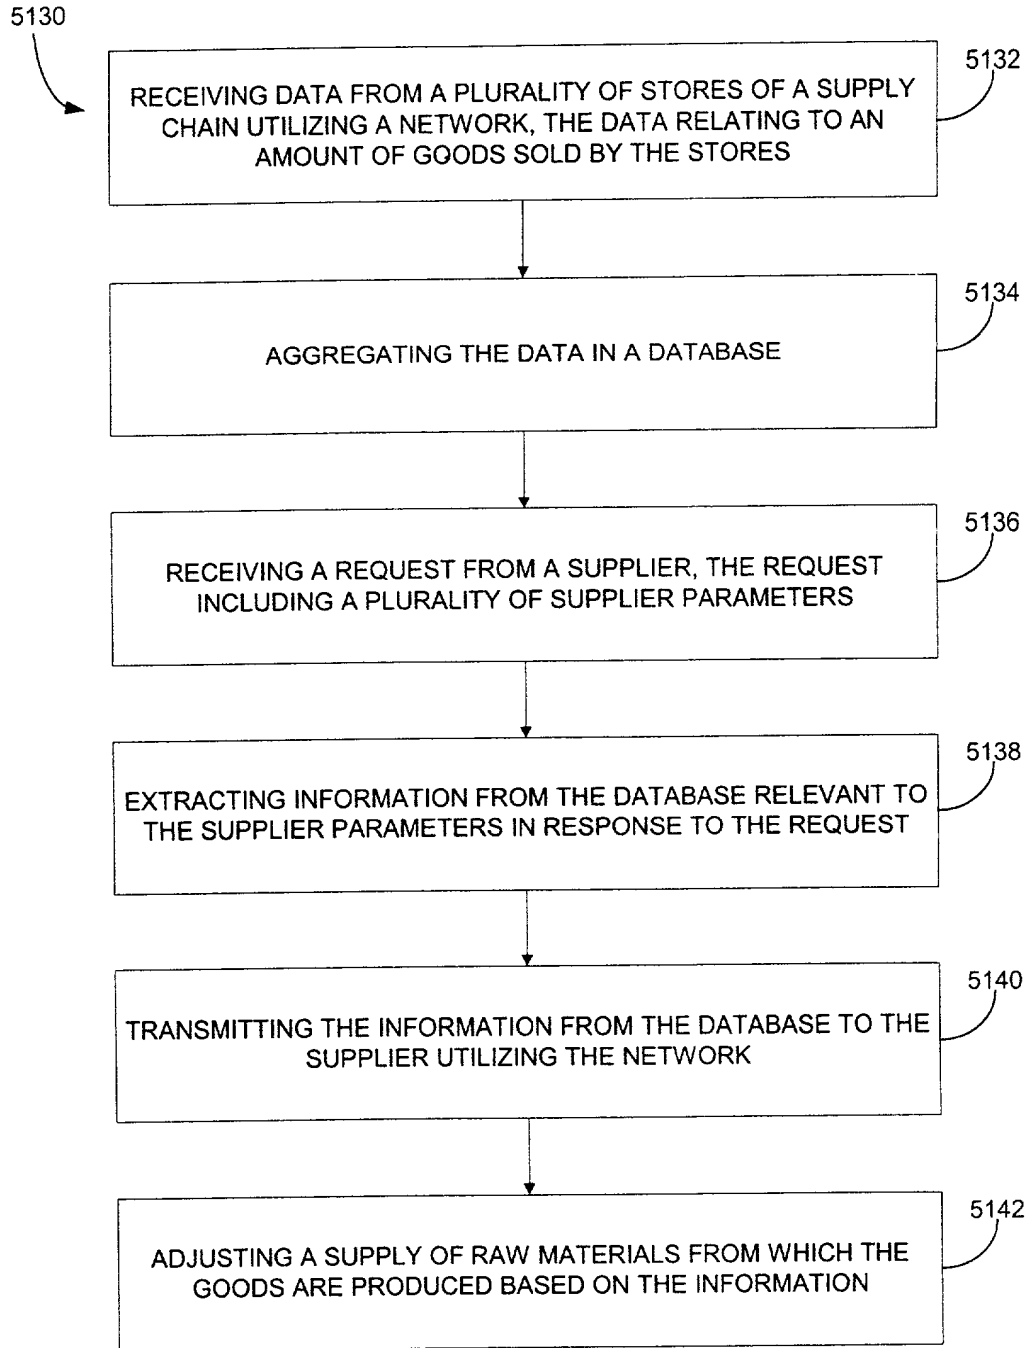 5130
5132
RECEIVING DATA FROM A PLURALITY OF STORES OF A SUPPLY
CHAIN UTILIZING A NETWORK, THE DATA RELATING TO AN
AMOUNT OF GOODS SOLD BY THE STORES
5134
AGGREGATING THE DATA IN A DATABASE
5136
RECEIVING A REQUEST FROM A SUPPLIER, THE REQUEST
INCLUDING A PLURALITY OF SUPPLIER PARAMETERS
5138
EXTRACTING INFORMATION FROM THE DATABASE RELEVANT TO
THE SUPPLIER PARAMETERS IN RESPONSE TO THE REQUEST
5140
TRANSMITTING THE INFORMATION FROM THE DATABASE TO THE
SUPPLIER UTILIZING THE NETWORK
5142
ADJUSTING A SUPPLY OF RAW MATERIALS FROM WHICH THE
GOODS ARE PRODUCED BASED ON THE INFORMATION